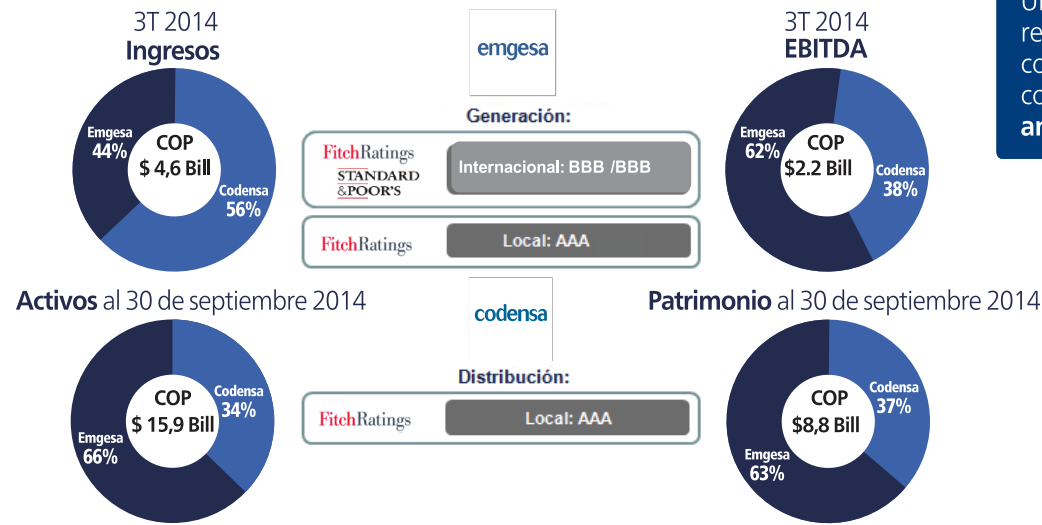 3T 2014
Ingresos
Emgesa
44%
COP
$ 4,6 Bill
Codensa
56%
emgesa
Generación:
FitchRatings
STANDARD
&POOR'S
Internacional: BBB /BBB
FitchRatings
Local: AAA
3T 2014
EBITDA
Emgesa
62%
COP
$2.2 Bill
Codensa
38%
Activos al 30 de septiembre 2014
Codensa
34%
COP
$ 15,9 Bill
Emgesa
66%
codensa
Distribución:
FitchRatings
Local: AAA
Patrimonio al 30 de septiembre 2014
Codensa
37%
COP
$8,8 Bill
Emgesa
63%